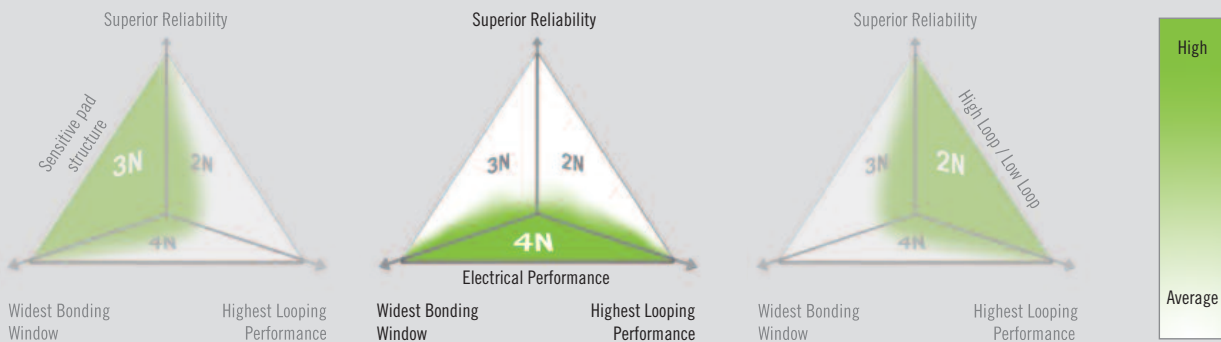 Superior Reliability
Sensitive pad
structure
3N
2N
4N
Widest Bonding
Window
Highest Looping
Performance
Superior Reliability
3N
2N
4N
Electrical Performance
Widest Bonding
Window
Highest Looping
Performance
Superior Reliability
High Loop / Low Loop
3N
2N
4N
Widest Bonding
Window
Highest Looping
Performance
High
Average